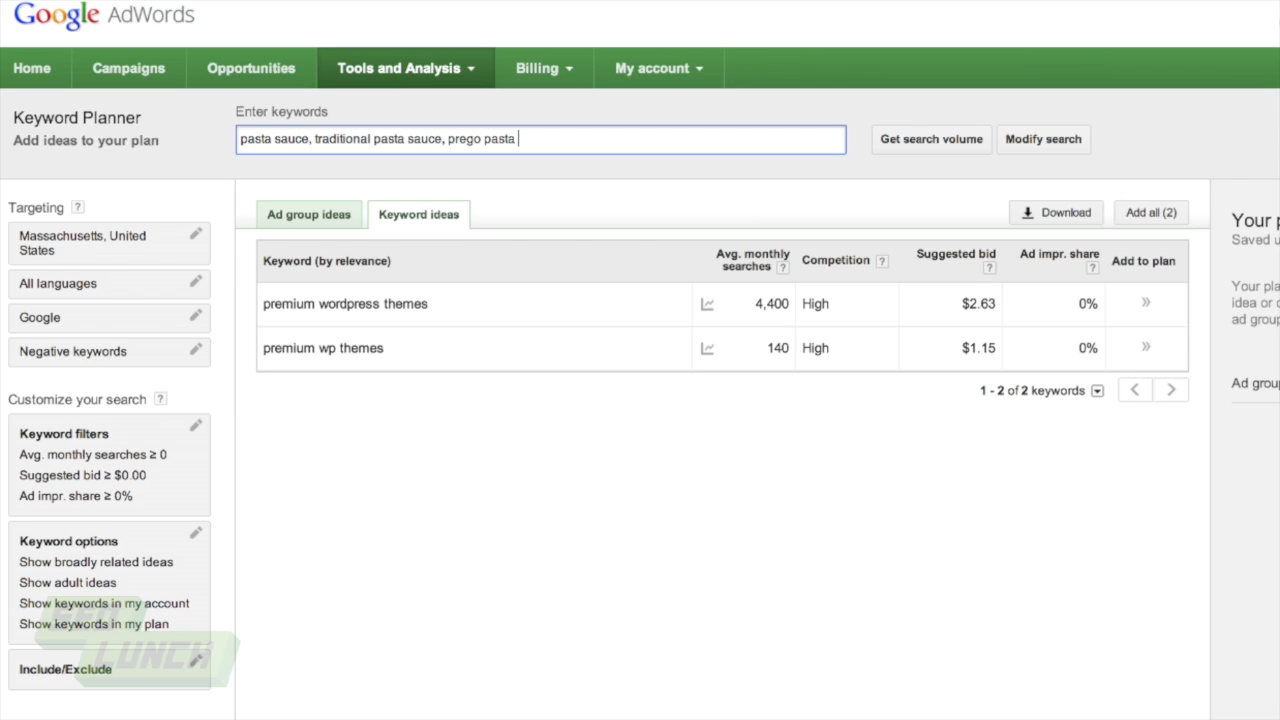 Google AdWords
Home Campaigns Opportunities Tools and Analysis Billing My account
Keyword Planner
Add ideas to your plan
Enter keywords
pasta sauce, traditional pasta sauce, prego pasta
Get search volume Modify search
Targeting ?
Massachusetts, United
States
All languages
Google
Negative keywords
Customize your search ?
Keyword filters
Avg. monthly searches ≥ 0
Suggested bid ≥ $0.00
Ad impr. share ≥ 0%
Keyword options
Show broadly related ideas
Show adult ideas
Show keywords in my account
Show keywords in my plan
Include/Exclude
LUNCH
Ad group ideas Keyword ideas
Download Add all (2)
Keyword (by relevance) Avg. monthly searches ? Competition ? Suggested bid ? Ad impr. share ? Add to plan
premium wordpress themes 4,400 High $2.63 0% »
premium wp themes 140 High $1.15 0% »
1 - 2 of 2 keywords
Your
Saved
Your
idea or
ad group
Ad